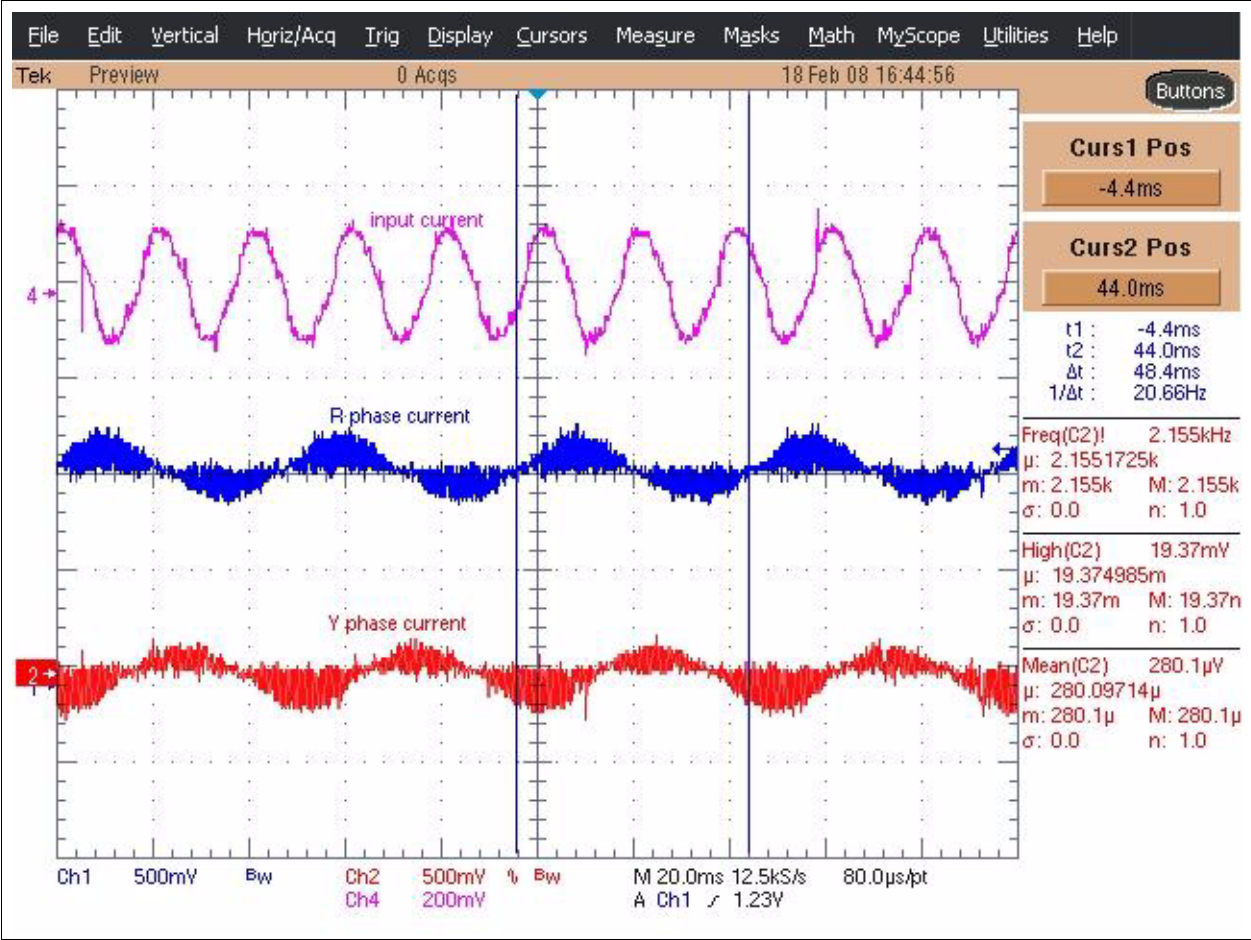 File Edit Vertical Horiz/Acq Trig Display Cursors Measure Masks Math MyScope Utilities Help
Tek Preview 0 Acqs 18 Feb 08 16:44:56
Buttons
Curs1 Pos
-4.4ms
Curs2 Pos
44.0ms
input current
4
t1 : -4.4ms
t2 : 44.0ms
Δt : 48.4ms
1/Δt : 20.66Hz
R phase current
Freq(C2)! 2.155kHz
μ: 2.1551725k
m: 2.155k M: 2.155k
σ: 0.0 n: 1.0
High(C2) 19.37mV
μ: 19.374985m
m: 19.37m M: 19.37n
σ: 0.0 n: 1.0
Y phase current
2
Mean(C2) 280.1μV
μ: 280.09714μ
m: 280.1μ M: 280.1μ
σ: 0.0 n: 1.0
Ch1 500mV Bw Ch2 500mV Bw M 20.0ms 12.5kS/s 80.0μs/pt
Ch4 200mV A Ch1 1.23V